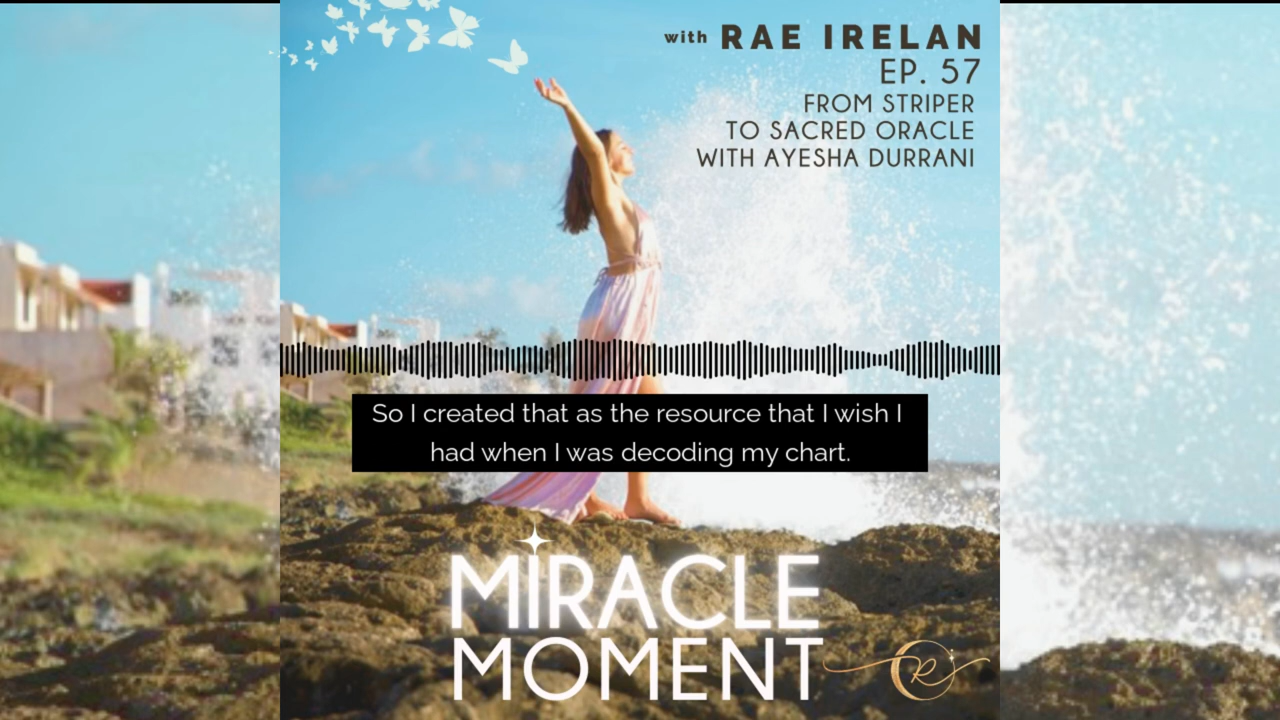 with RAE IRELAN
EP. 57
FROM STRIPER
TO SACRED ORACLE
WITH AYESHA DURRANI
So I created that as the resource that I wish I
had when I was decoding my chart.
MIRACLE
MOMENT
R